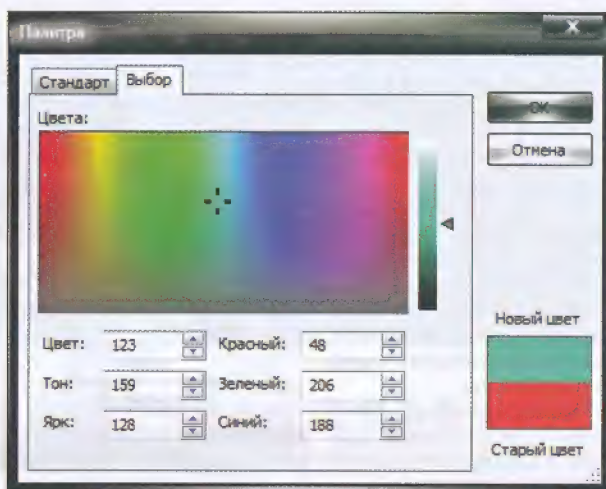 Палитра
Стандарт Выбор
Цвета:
OK
Отмена
Цвет: 123 Красный: 48
Тон: 159 Зеленый: 206
Ярк: 128 Синий: 188
Новый цвет
Старый цвет